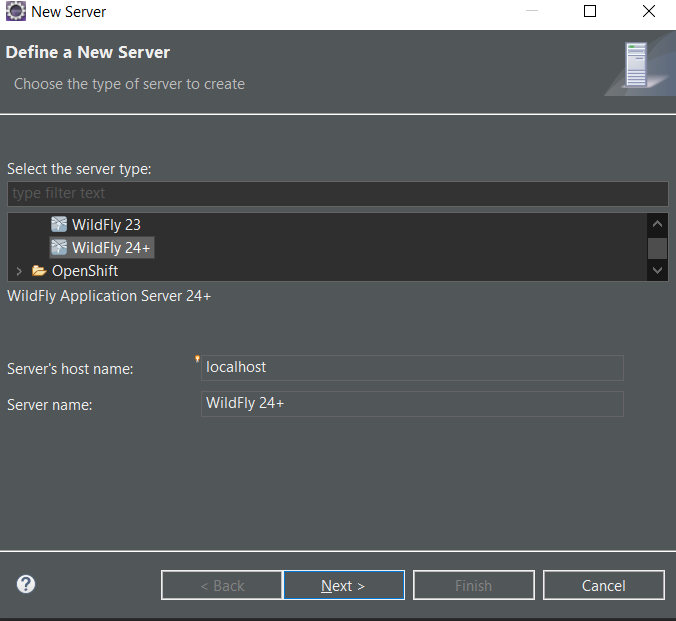 New Server
Define a New Server
Choose the type of server to create
Select the server type:
type filter text
WildFly 23
WildFly 24+
OpenShift
WildFly Application Server 24+
Server's host name:
localhost
Server name:
WildFly 24+
?
< Back
Next >
Finish
Cancel